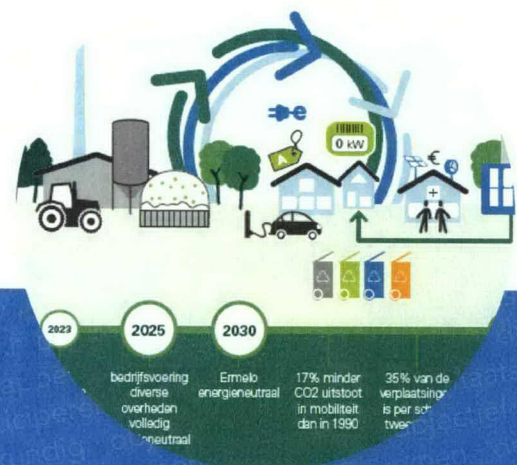 e
A
0 kW
€
2023
2025
2030
bedrijfsvoering
diverse
overheden
volledig
Ermelo
energieneutraal
17% minder
CO2 uitstoot
in mobiliteit
dan in 1990
35% van de
is per